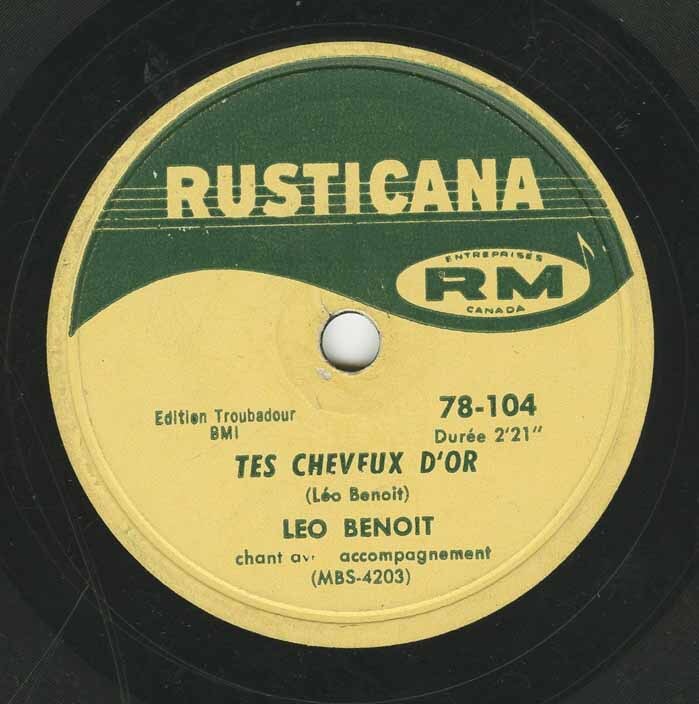 RUSTICANA
ENTREPRISES
RM
CANADA
Edition Troubadour
BMI
78-104
Durée 2'21"
TES CHEVEUX D'OR
(Léo Benoit)
LEO BENOIT
chant av accompagnement
(MBS-4203)